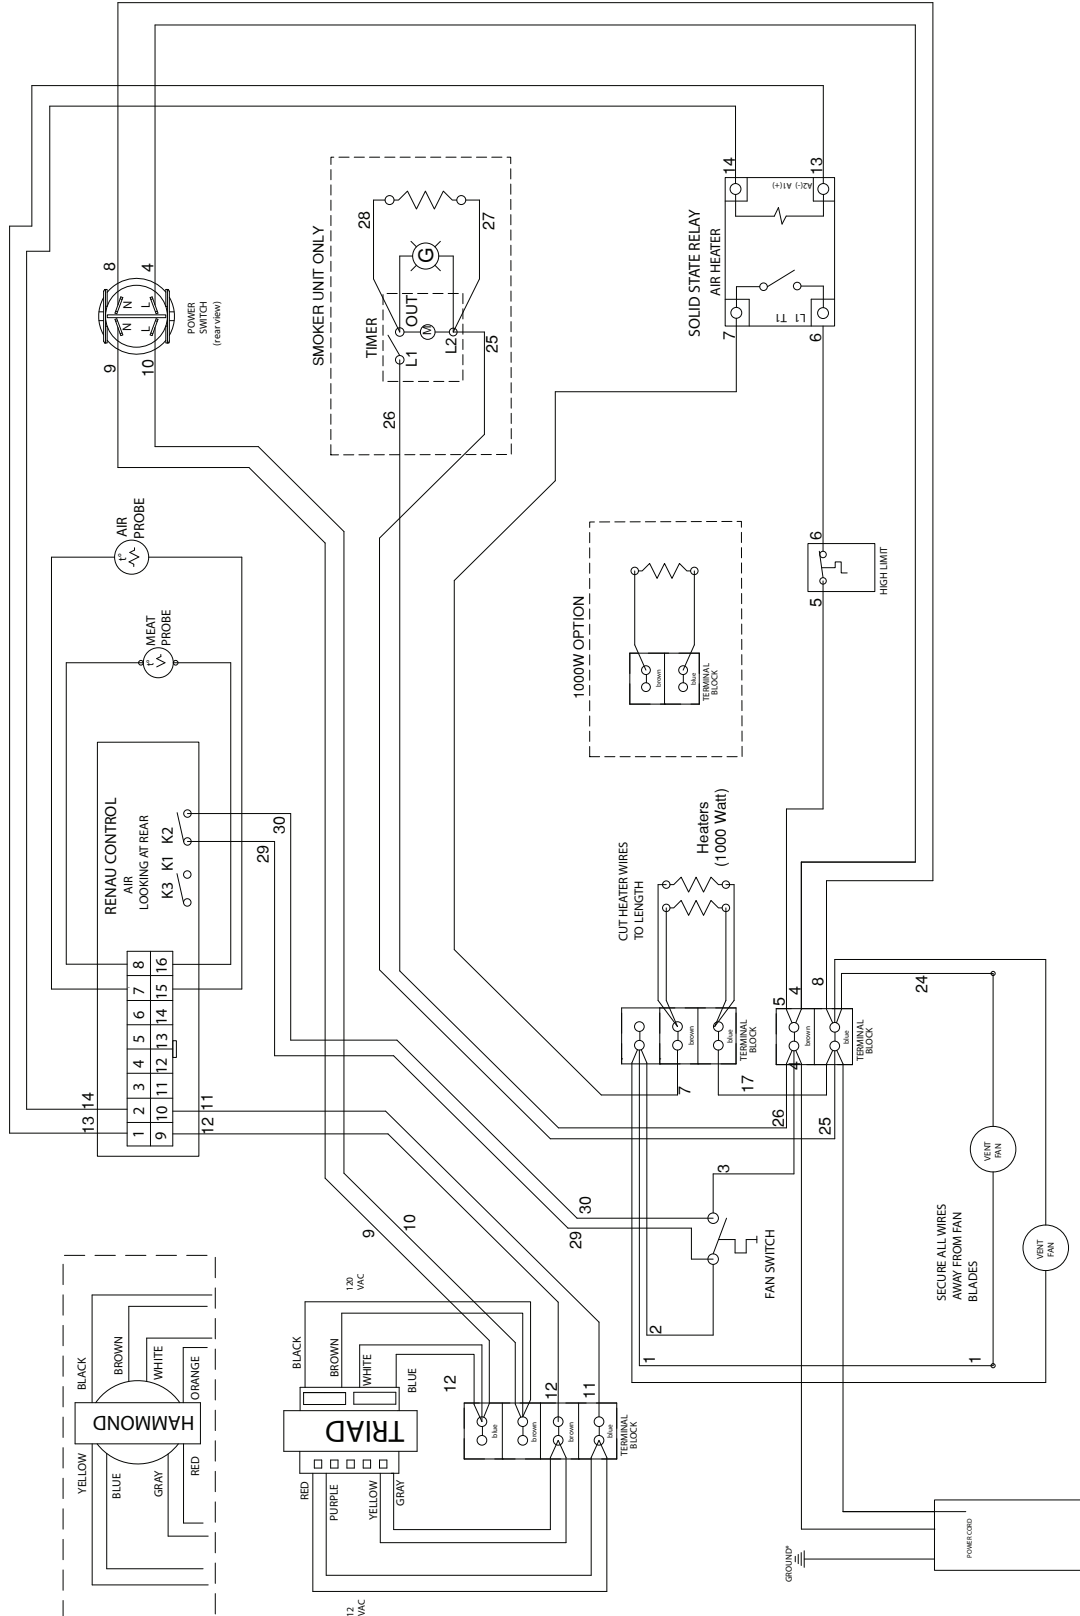 8
4
POWER
SWITCH
(rear view)
N
N
L
L
9
10
AIR
PROBE
MEAT
PROBE
RENAU CONTROL
AIR
LOOKING AT REAR
K3 K1 K2
29
30
1 2 3 4 5 6 7 8
9 10 11 12 13 14 15 16
13
14
12
11
SMOKER UNIT ONLY
TIMER
28
27
G
OUT
M
L1
L2
26
25
SOLID STATE RELAY
AIR HEATER
14
13
A2(-) A1(+)
L1 T1
7
6
6
5
HIGH LIMIT
1000W OPTION
brown
blue
TERMINAL
BLOCK
CUT HEATER WIRES
TO LENGTH
Heaters
(1000 Watt)
brown
blue
TERMINAL
BLOCK
7
17
5
4
8
24
4
brown
blue
TERMINAL
BLOCK
26
25
3
30
29
FAN SWITCH
2
1
1
VENT
FAN
VENT
FAN
SECURE ALL WIRES
AWAY FROM FAN
BLADES
9
10
120
VAC
BLACK
BROWN
WHITE
BLUE
TRIAD
RED
PURPLE
YELLOW
GRAY
12
VAC
12
12
11
blue
brown
brown
blue
TERMINAL
BLOCK
BLACK
BROWN
WHITE
ORANGE
HAMMOND
YELLOW
BLUE
GRAY
RED
GROUND*
POWER CORD